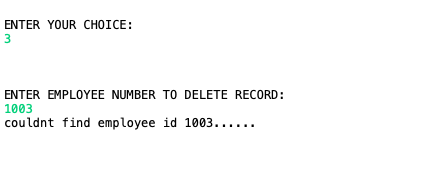 ENTER YOUR CHOICE:
3
ENTER EMPLOYEE NUMBER TO DELETE RECORD:
1003
couldnt find employee id 1003......